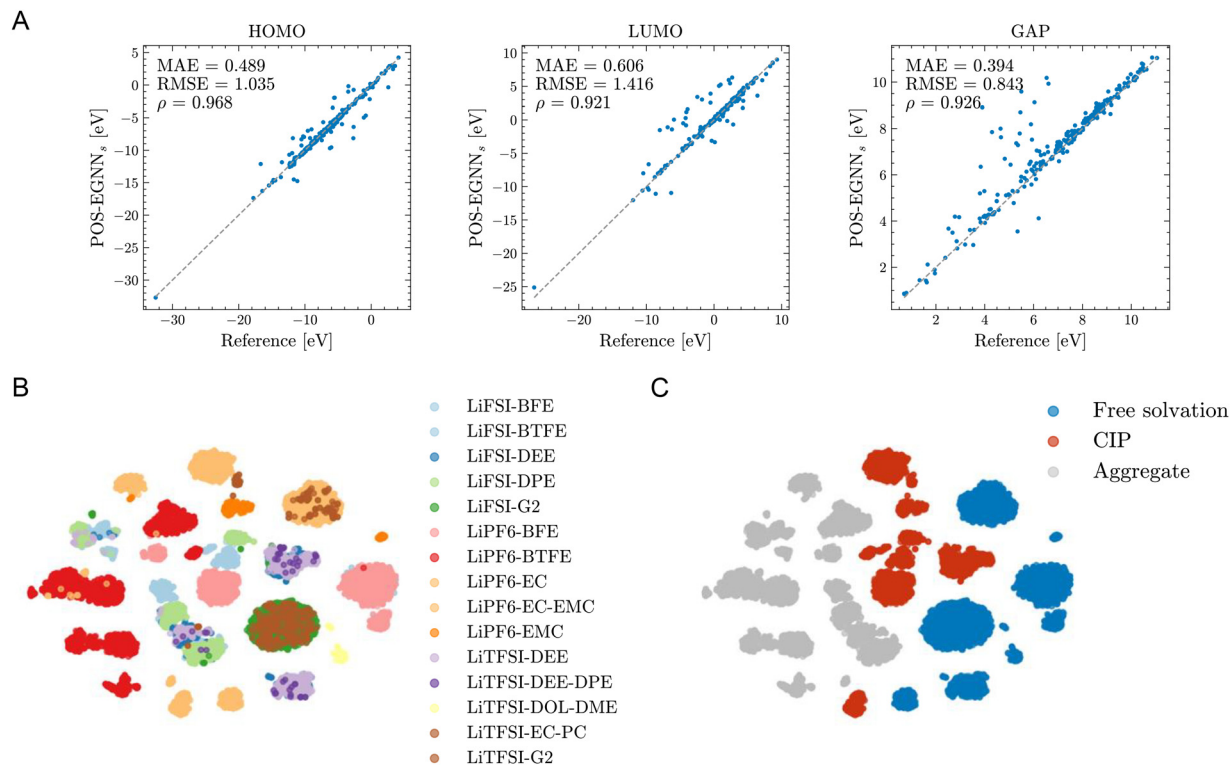 A
HOMO
MAE = 0.489
RMSE = 1.035
ρ = 0.968
POS-EGNN_s [eV]
5
0
−5
−10
−15
−20
−25
−30
−30
−20
−10
0
Reference [eV]
LUMO
MAE = 0.606
RMSE = 1.416
ρ = 0.921
POS-EGNN_s [eV]
10
5
0
−5
−10
−15
−20
−25
−20
−10
0
10
Reference [eV]
GAP
MAE = 0.394
RMSE = 0.843
ρ = 0.926
POS-EGNN_s [eV]
10
8
6
4
2
2
4
6
8
10
Reference [eV]
B
LiFSI-BFE
LiFSI-BTFE
LiFSI-DEE
LiFSI-DPE
LiFSI-G2
LiPF6-BFE
LiPF6-BTFE
LiPF6-EC
LiPF6-EC-EMC
LiPF6-EMC
LiTFSI-DEE
LiTFSI-DEE-DPE
LiTFSI-DOL-DME
LiTFSI-EC-PC
LiTFSI-G2
C
Free solvation
CIP
Aggregate